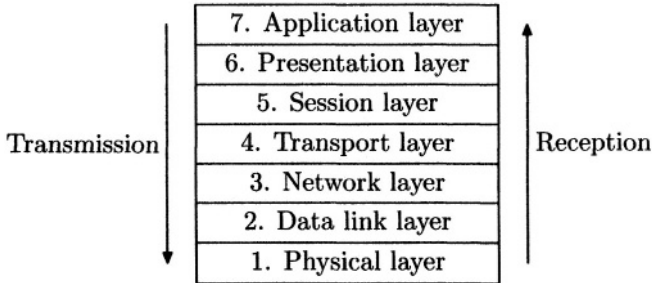 7. Application layer
6. Presentation layer
5. Session layer
Transmission 4. Transport layer Reception
3. Network layer
2. Data link layer
1. Physical layer